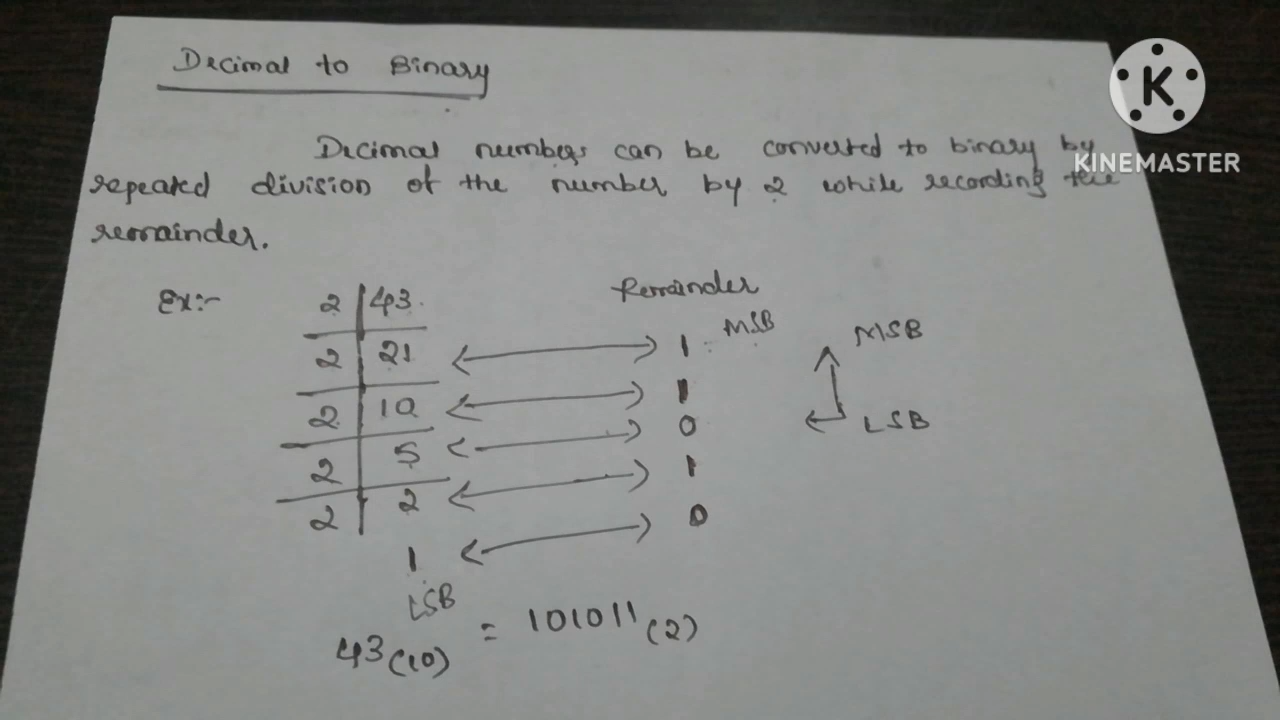 Decimal to Binary
K
Decimal numbers can be converted to binary by
KINEMASTER
repeated division of the number by 2 while recording the
remainder.
Ex:- 2 43 Remainder
2 21 1 MSB MSB
2 10 1
2 5 0 LSB
2 2 1
1 0
LSB
43(10) = 101011(2)